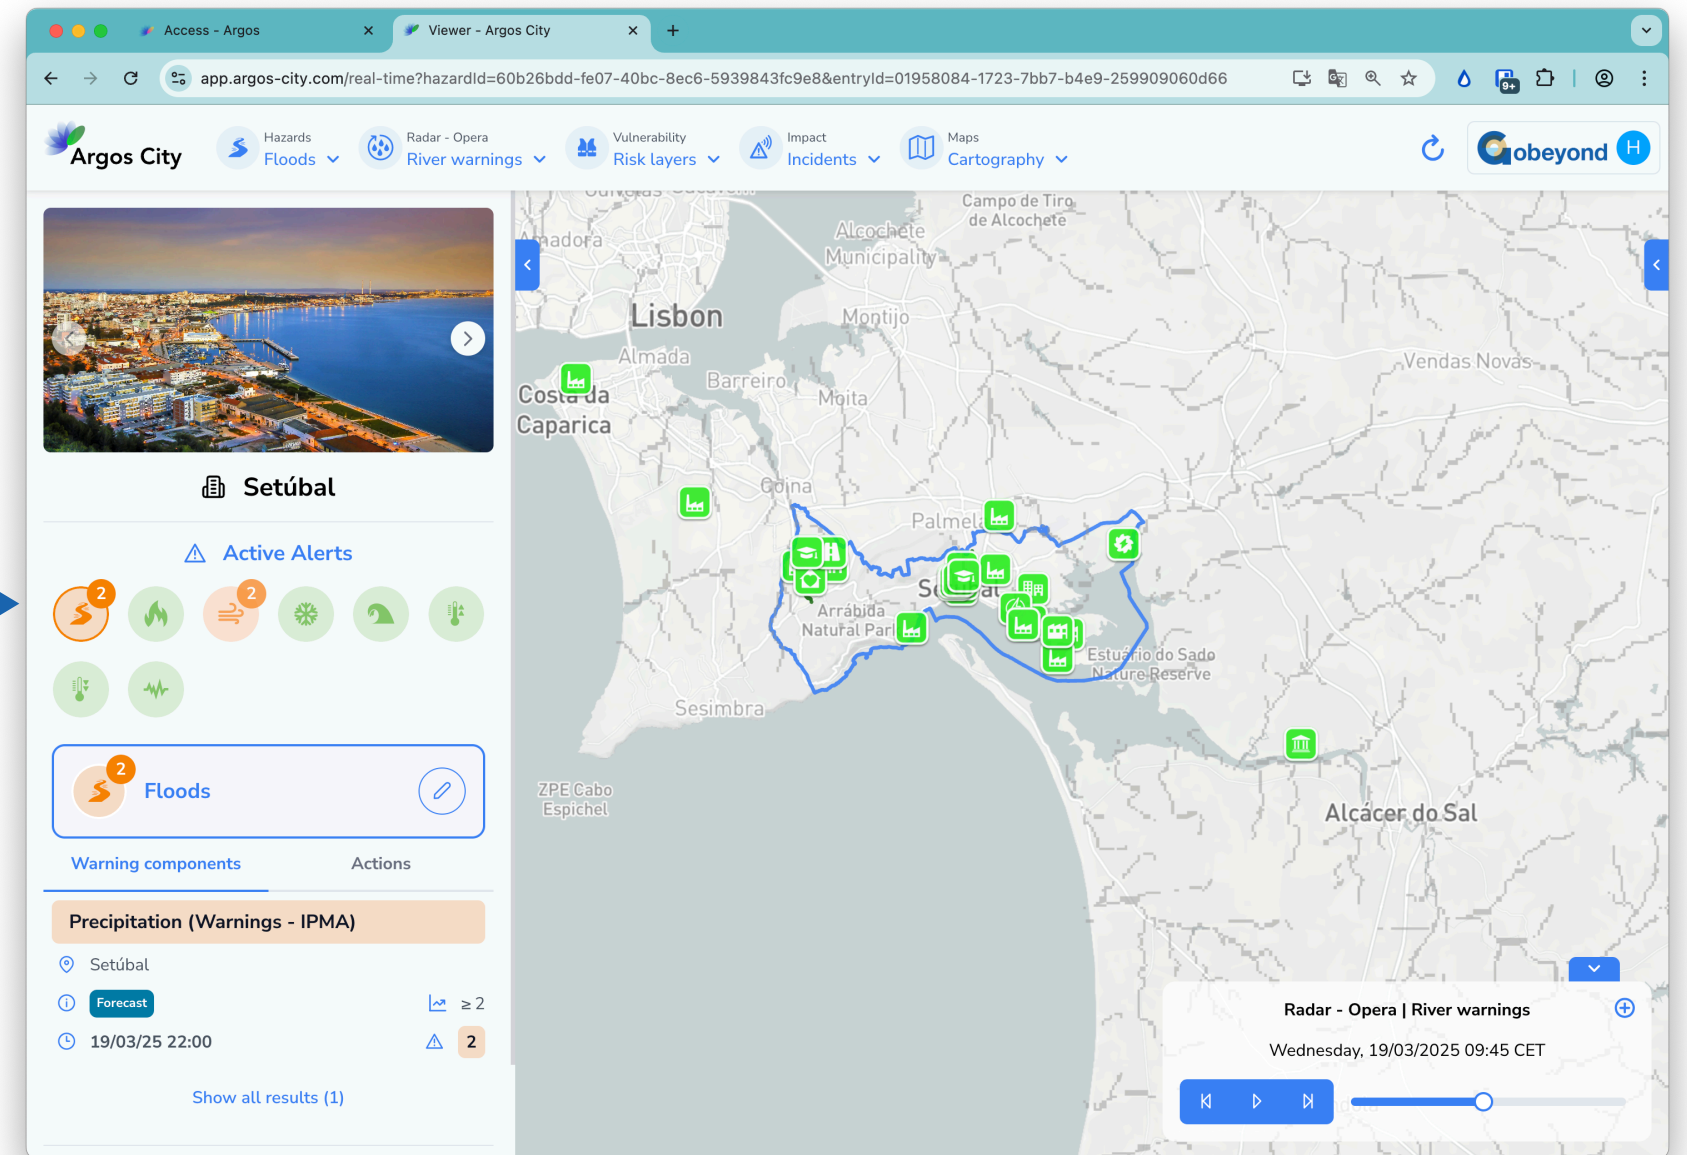 Access - Argos
Viewer - Argos City
app.argos-city.com/real-time?hazardId=60b26bdd-fe07-40bc-8ec6-5939843fc9e8&entryId=01958084-1723-7bb7-b4e9-259909060d66
9+
Argos City
Hazards
Floods
Radar - Opera
River warnings
Vulnerability
Risk layers
Impact
Incidents
Maps
Cartography
Gobeyond
H
Setúbal
Active Alerts
2
2
2
Floods
Warning components
Actions
Precipitation (Warnings - IPMA)
Setúbal
Forecast
≥ 2
19/03/25 22:00
2
Show all results (1)
Campo de Tiro
de Alcochete
Alcochete
Municipality
Amadora
Lisbon
Montijo
Almada
Barreiro
Moita
Vendas Novas
Costa da
Caparica
Coina
Palmela
Setúbal
Arrábida
Natural Park
Estuário do Sado
Nature Reserve
Sesimbra
ZPE Cabo
Espichel
Alcácer do Sal
Radar - Opera | River warnings
Wednesday, 19/03/2025 09:45 CET